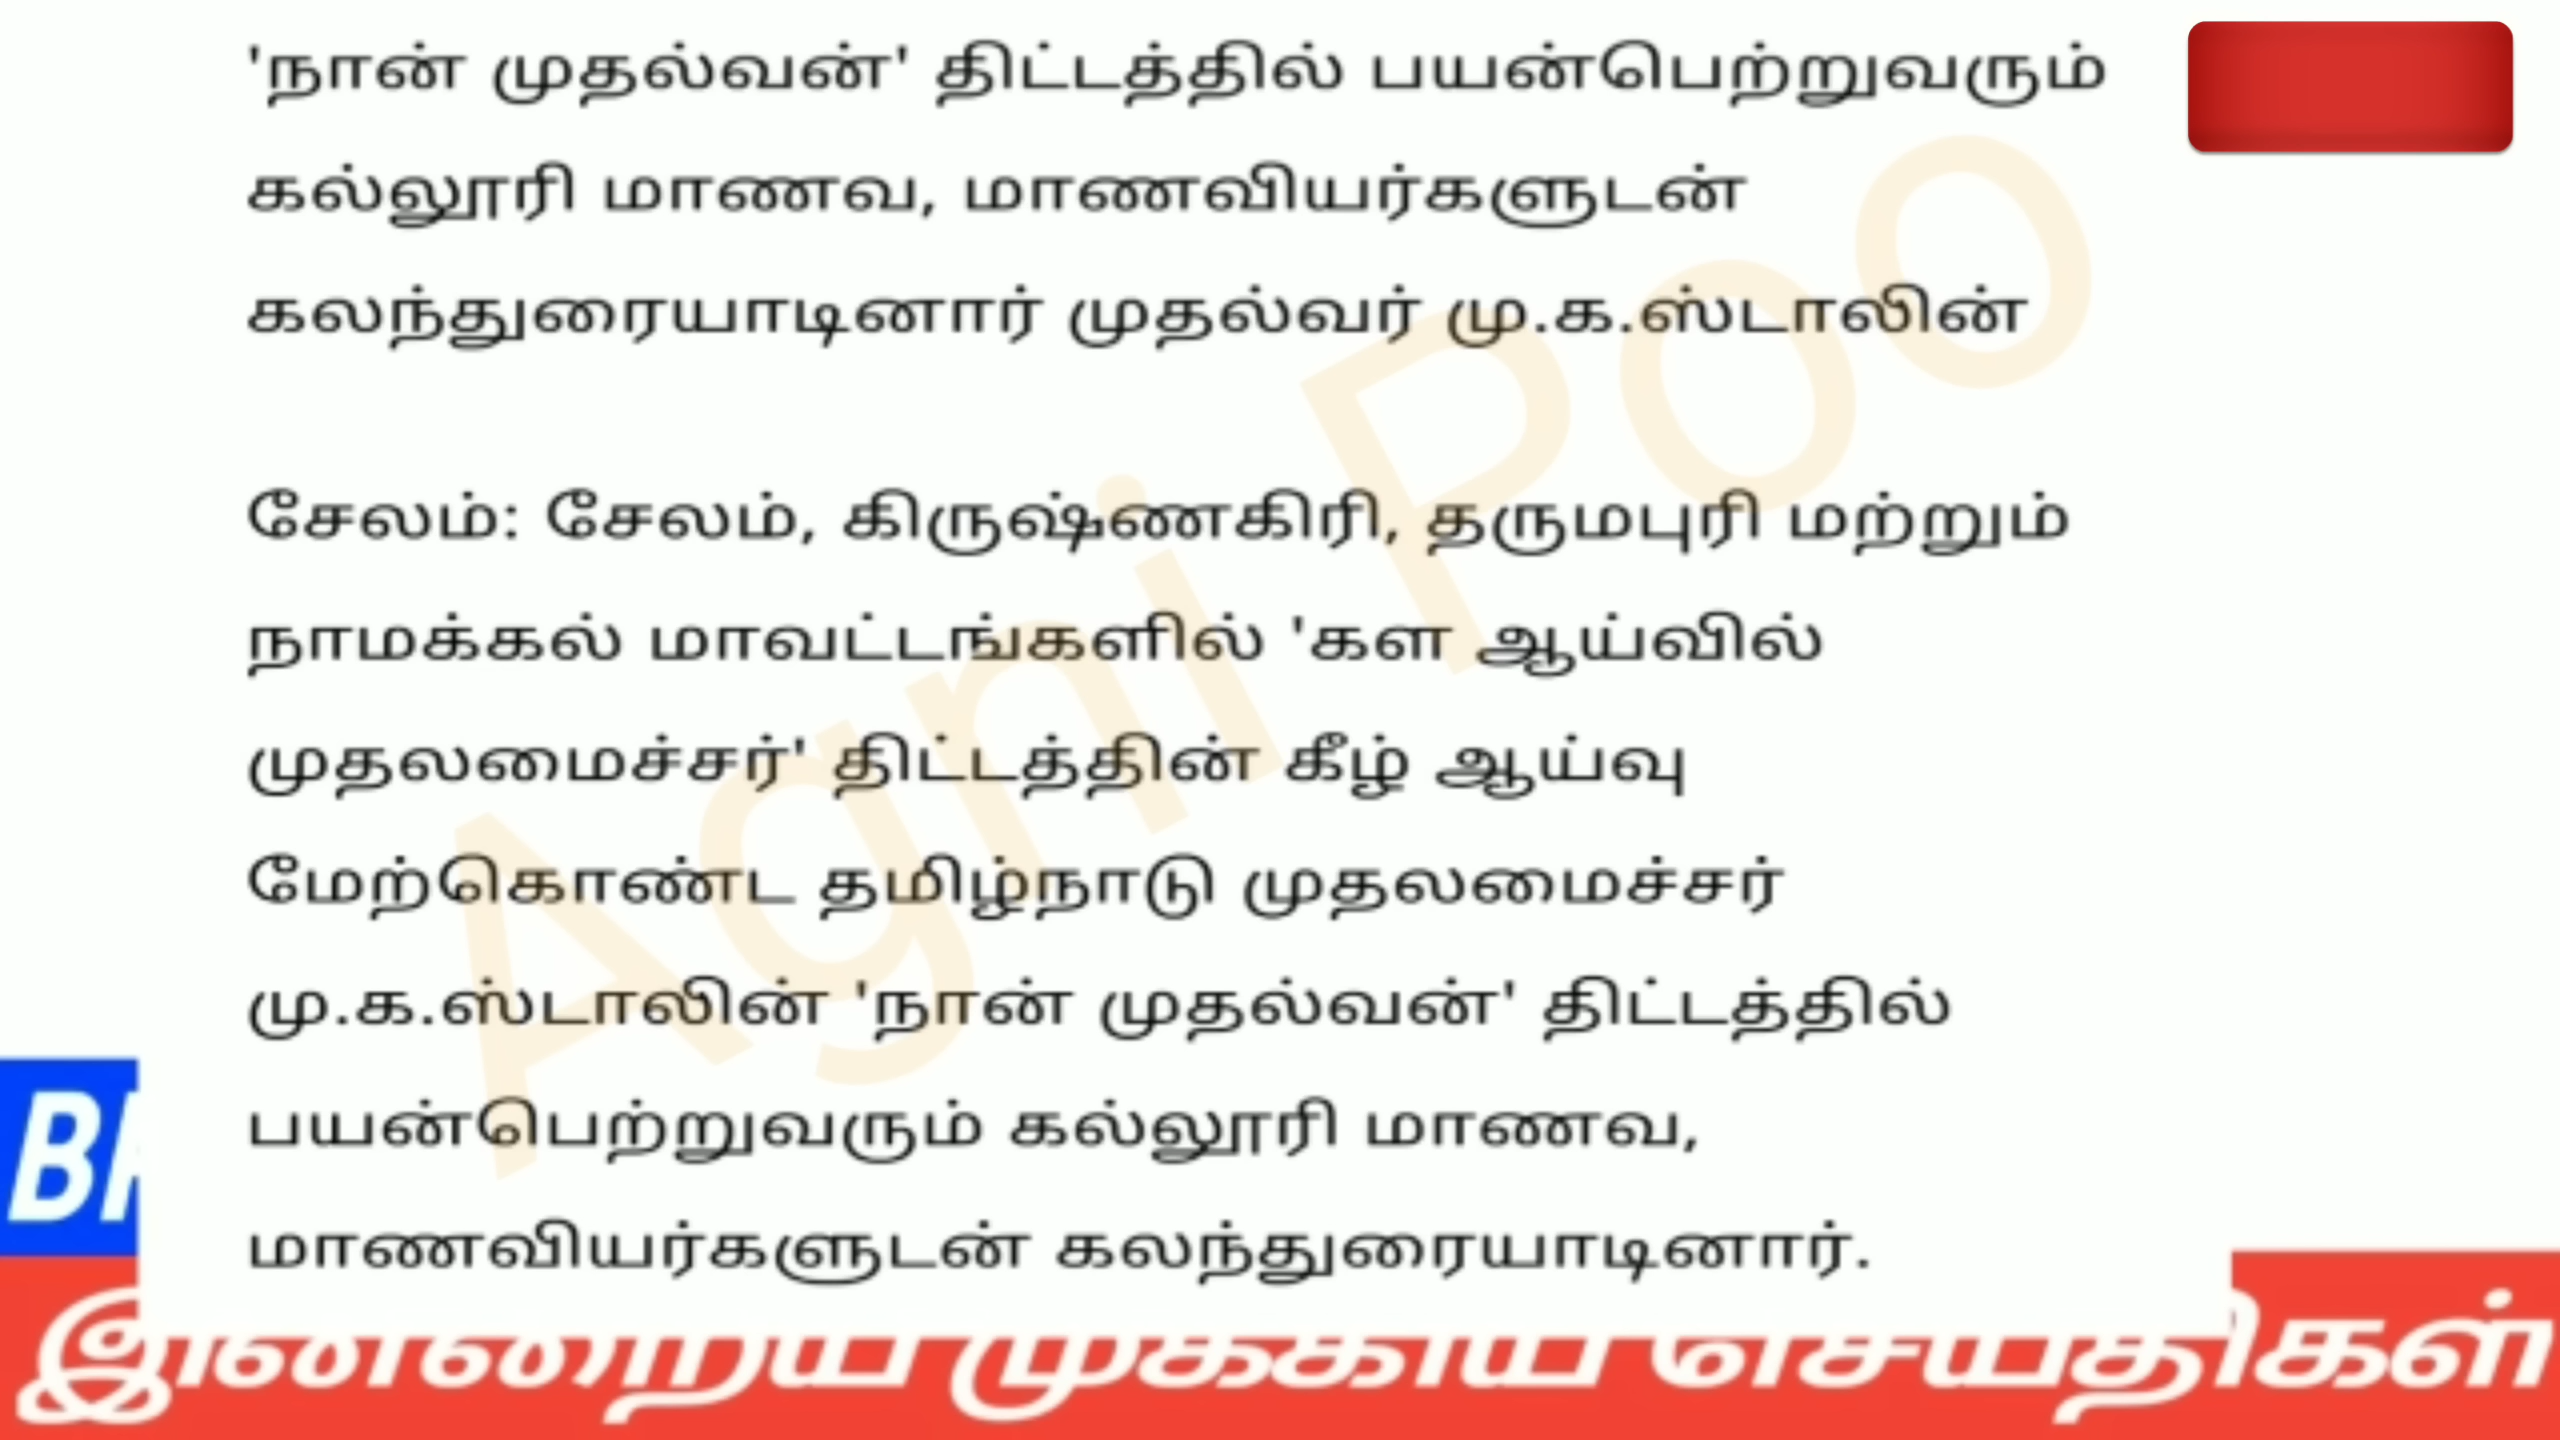 'நான் முதல்வன்' திட்டத்தில் பயன்பெற்றுவரும்
கல்லூரி மாணவ, மாணவியர்களுடன்
கலந்துரையாடினார் முதல்வர் மு.க.ஸ்டாலின்
சேலம்: சேலம், கிருஷ்ணகிரி, தருமபுரி மற்றும்
நாமக்கல் மாவட்டங்களில் 'கள ஆய்வில்
முதலமைச்சர்' திட்டத்தின் கீழ் ஆய்வு
மேற்கொண்ட தமிழ்நாடு முதலமைச்சர்
மு.க.ஸ்டாலின் 'நான் முதல்வன்' திட்டத்தில்
பயன்பெற்றுவரும் கல்லூரி மாணவ,
மாணவியர்களுடன் கலந்துரையாடினார்.
Agni Poo
இன்றைய முக்கிய செய்திகள்